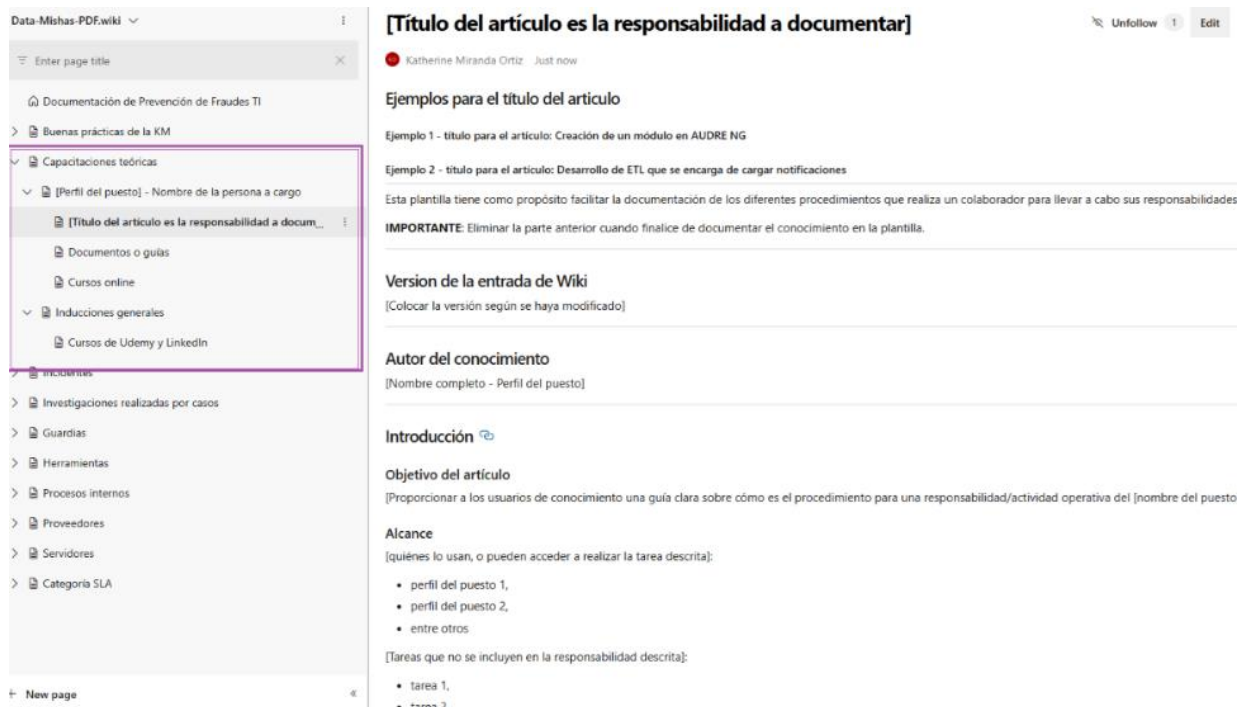 Data-Mishas-PDF.wiki
Enter page title
Documentación de Prevención de Fraudes TI
Buenas prácticas de la KM
Capacitaciones teóricas
[Perfil del puesto] - Nombre de la persona a cargo
[Título del artículo es la responsabilidad a docum_
Documentos o guías
Cursos online
Inducciones generales
Cursos de Udemy y LinkedIn
Incidentes
Investigaciones realizadas por casos
Guardias
Herramientas
Procesos internos
Proveedores
Servidores
Categoría SLA
New page
[Título del artículo es la responsabilidad a documentar]
Unfollow 1 Edit
Katherine Miranda Ortiz Just now
Ejemplos para el título del articulo
Ejemplo 1 - título para el artículo: Creación de un módulo en AUDRE NG
Ejemplo 2 - título para el artículo: Desarrollo de ETL que se encarga de cargar notificaciones
Esta plantilla tiene como propósito facilitar la documentación de los diferentes procedimientos que realiza un colaborador para llevar a cabo sus responsabilidades
IMPORTANTE: Eliminar la parte anterior cuando finalice de documentar el conocimiento en la plantilla.
Version de la entrada de Wiki
[Colocar la versión según se haya modificado]
Autor del conocimiento
[Nombre completo - Perfil del puesto]
Introducción
Objetivo del artículo
[Proporcionar a los usuarios de conocimiento una guía clara sobre cómo es el procedimiento para una responsabilidad/actividad operativa del [nombre del puesto
Alcance
[quiénes lo usan, o pueden acceder a realizar la tarea descrita]:
perfil del puesto 1,
perfil del puesto 2,
entre otros
[Tareas que no se incluyen en la responsabilidad descrita]:
tarea 1,